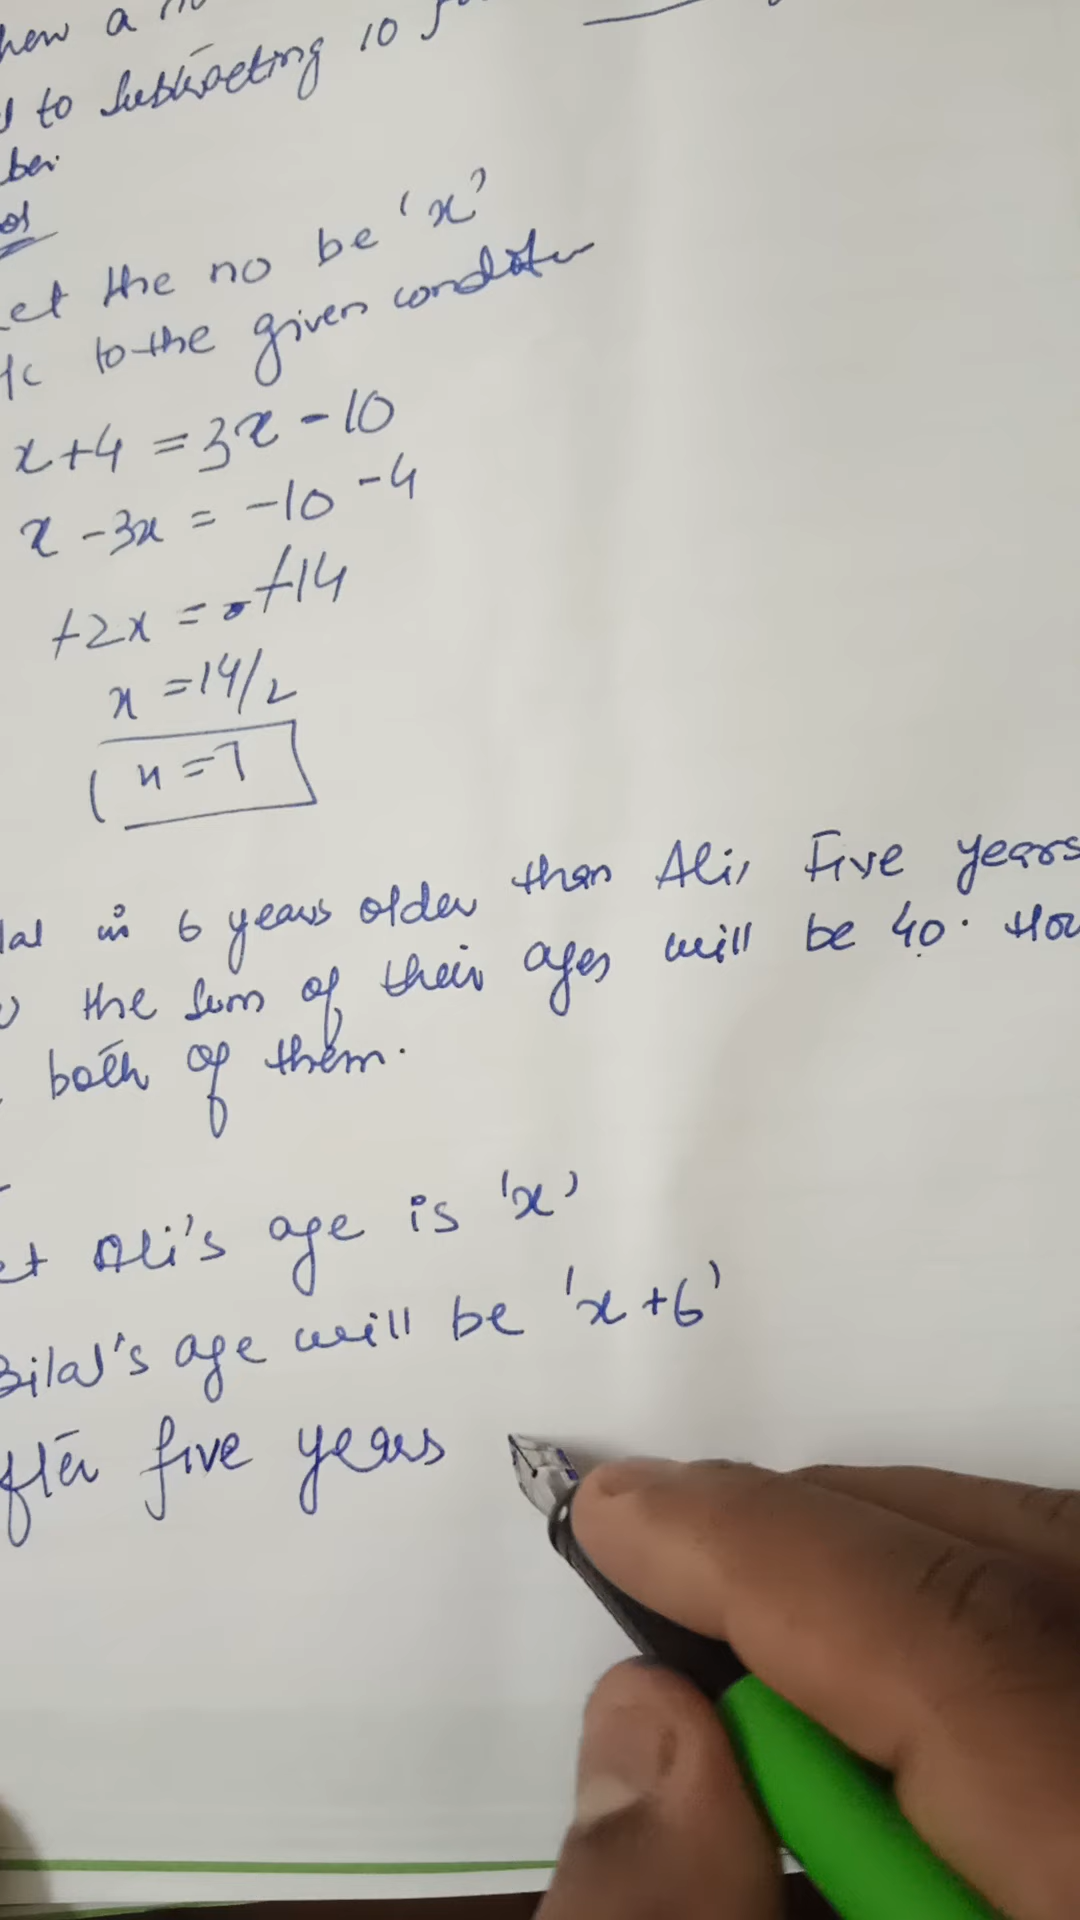 a
to subtracting 10
the no be 'x'
to the given condition
x+4 = 3x - 10
x - 3x = -10 - 4
+2x = +14
x = 14/2
x = 7
is 6 years older than Ali, Five years
the sum of their ages will be 40. How
both of them.
Ali's age is 'x'
Bilal's age will be 'x+6'
five years